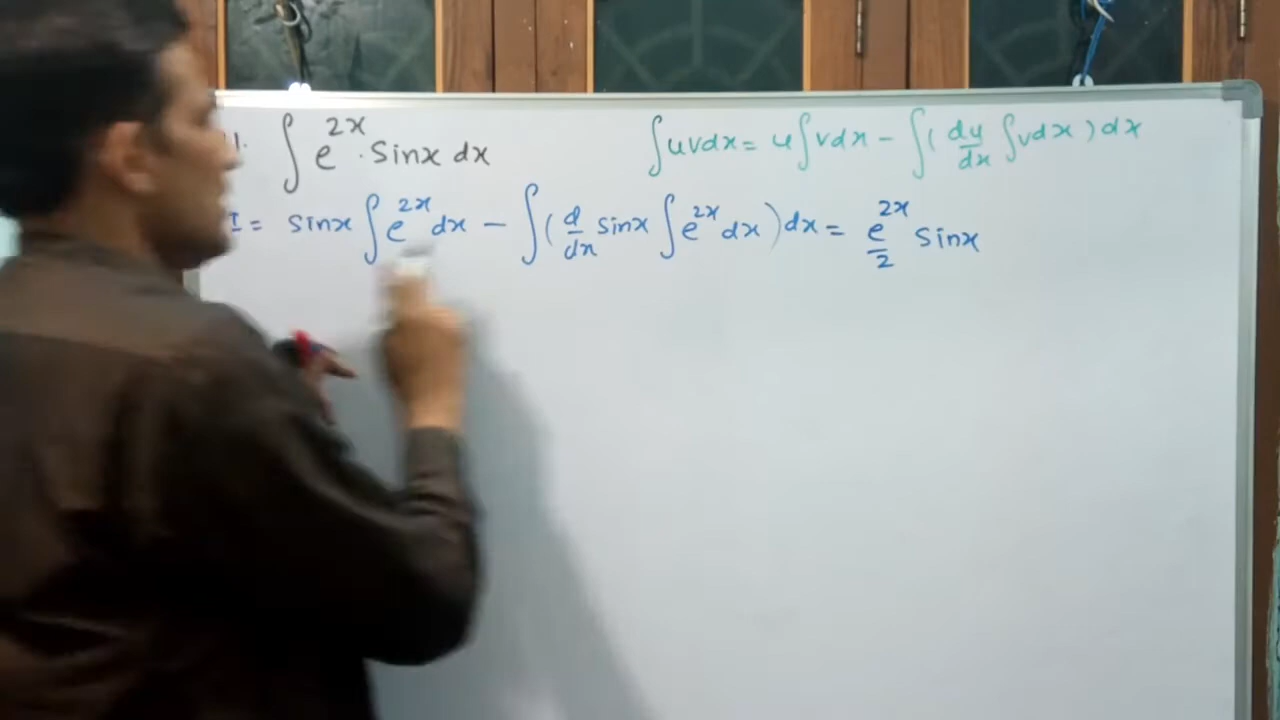 1. ∫ e^{2x} · Sinx dx
∫uvdx = u∫vdx - ∫( du/dx ∫vdx ) dx
I = Sinx ∫ e^{2x} dx - ∫( d/dx Sinx ∫ e^{2x} dx ) dx = e^{2x}/2 Sinx